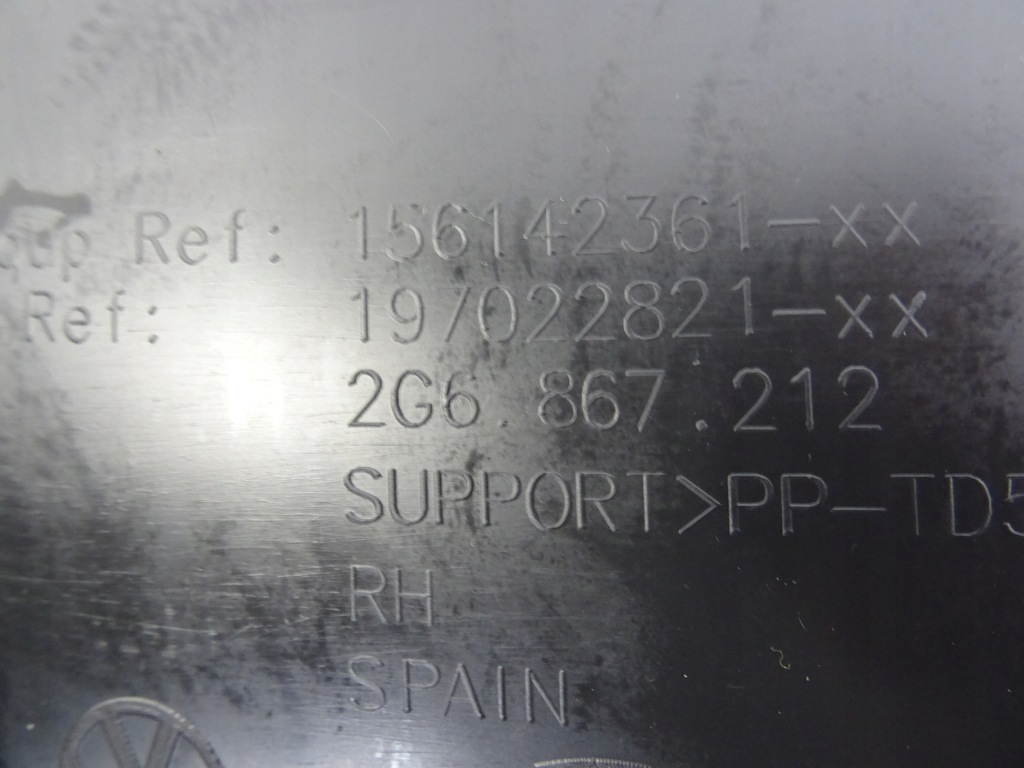 Ref: 156142361-XX
Ref: 197022821-XX
2G6.867.212
SUPPORT>PP-TD5
RH
SPAIN